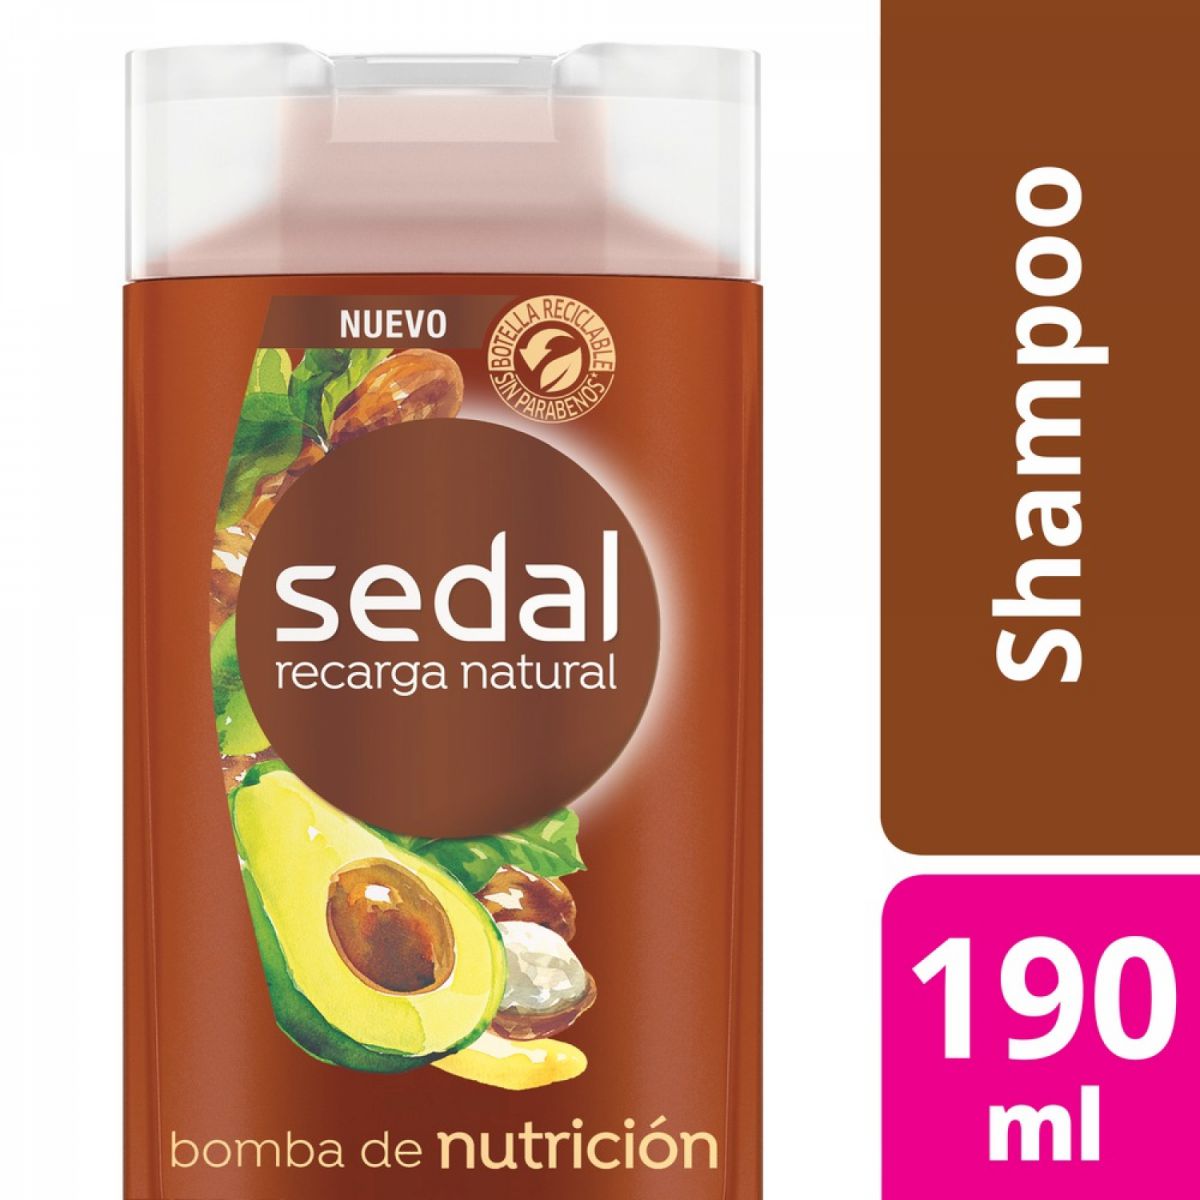 NUEVO
BOTELLA RECICLABLE
SIN PARABENOS*
sedal
recarga natural
bomba de nutrición
Shampoo
190
ml